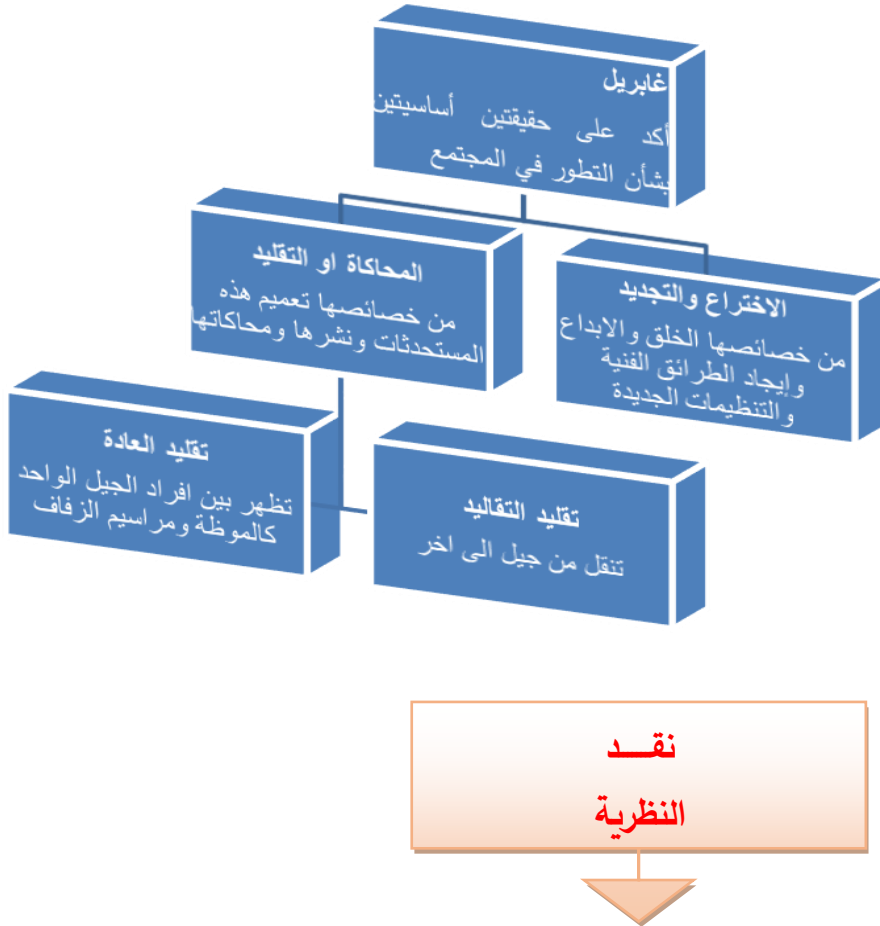 غابريل
أكد على حقيقتين أساسيتين
بشأن التطور في المجتمع
الاختراع والتجديد
من خصائصها الخلق والابداع
وإيجاد الطرائق الفنية
والتنظيمات الجديدة
المحاكاة او التقليد
من خصائصها تعميم هذه
المستحدثات ونشرها ومحاكاتها
تقليد التقاليد
تنقل من جيل الى اخر
تقليد العادة
تظهر بين افراد الجيل الواحد
كالموظة ومراسيم الزفاف
نقـــد
النظرية